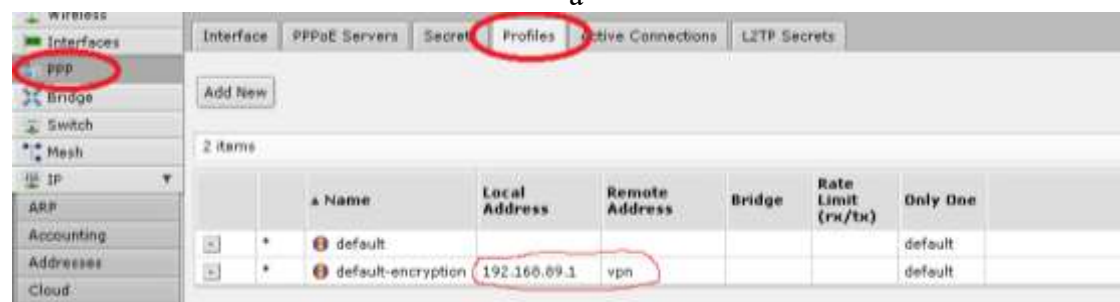 Wireless
Interfaces
PPP
Bridge
Switch
Mesh
IP
ARP
Accounting
Addresses
Cloud
Interface PPPoE Servers Secrets Profiles Active Connections L2TP Secrets
Add New
2 items
Name Local Address Remote Address Bridge Rate Limit (rx/tx) Only One
* default default
* default-encryption 192.168.89.1 vpn default